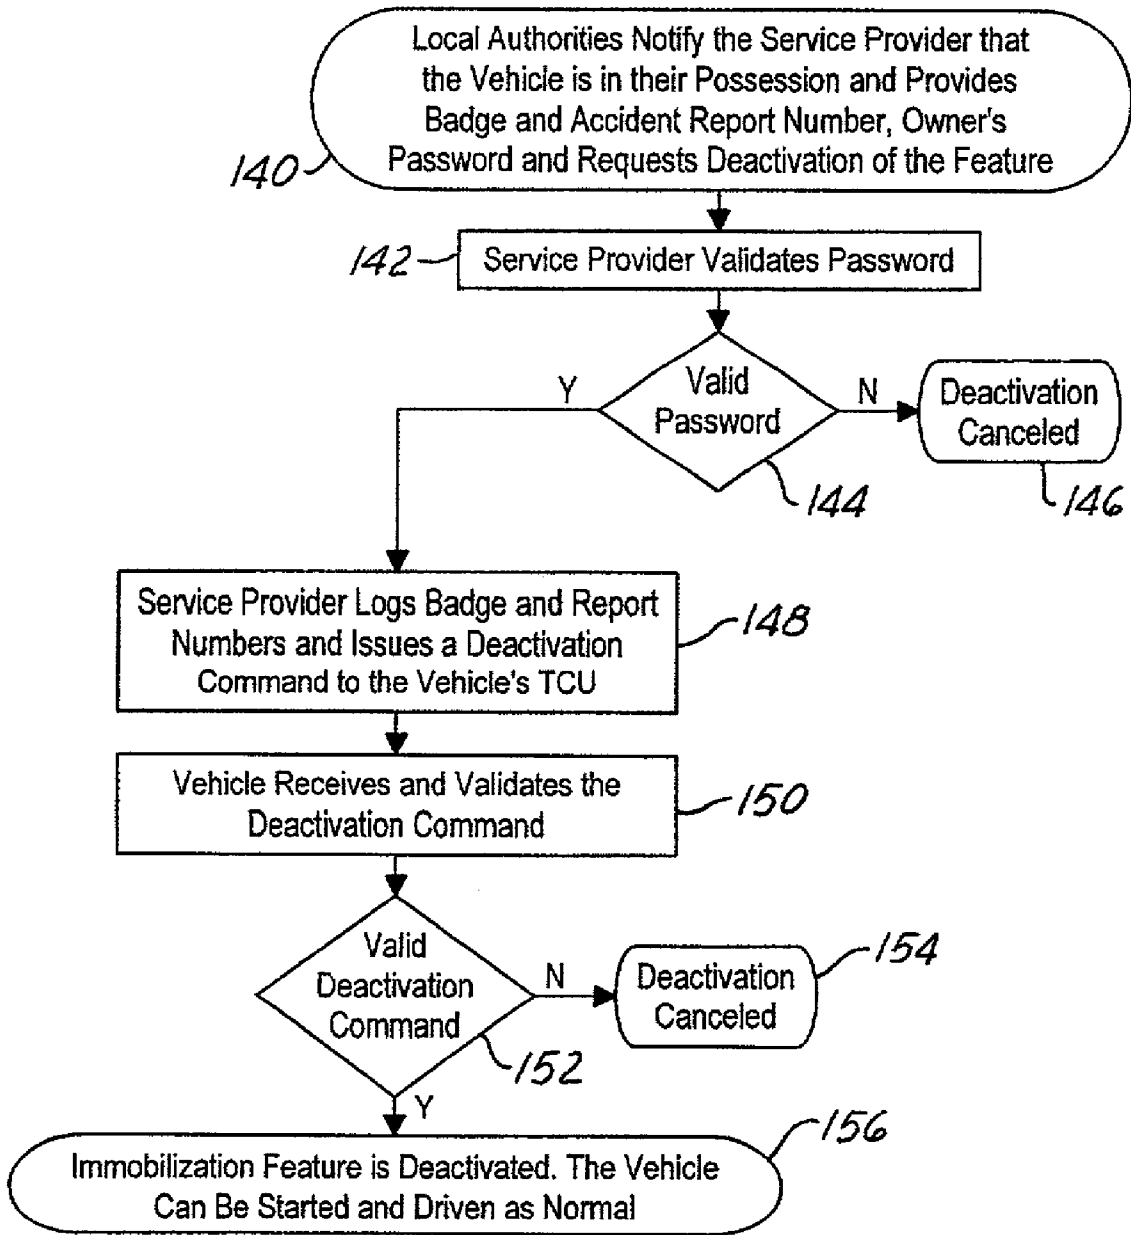 Local Authorities Notify the Service Provider that
the Vehicle is in their Possession and Provides
Badge and Accident Report Number, Owner's
Password and Requests Deactivation of the Feature
140
142
Service Provider Validates Password
Valid
Password
Y
N
Deactivation
Canceled
144
146
Service Provider Logs Badge and Report
Numbers and Issues a Deactivation
Command to the Vehicle's TCU
148
Vehicle Receives and Validates the
Deactivation Command
150
Valid
Deactivation
Command
N
Deactivation
Canceled
154
152
Y
156
Immobilization Feature is Deactivated. The Vehicle
Can Be Started and Driven as Normal